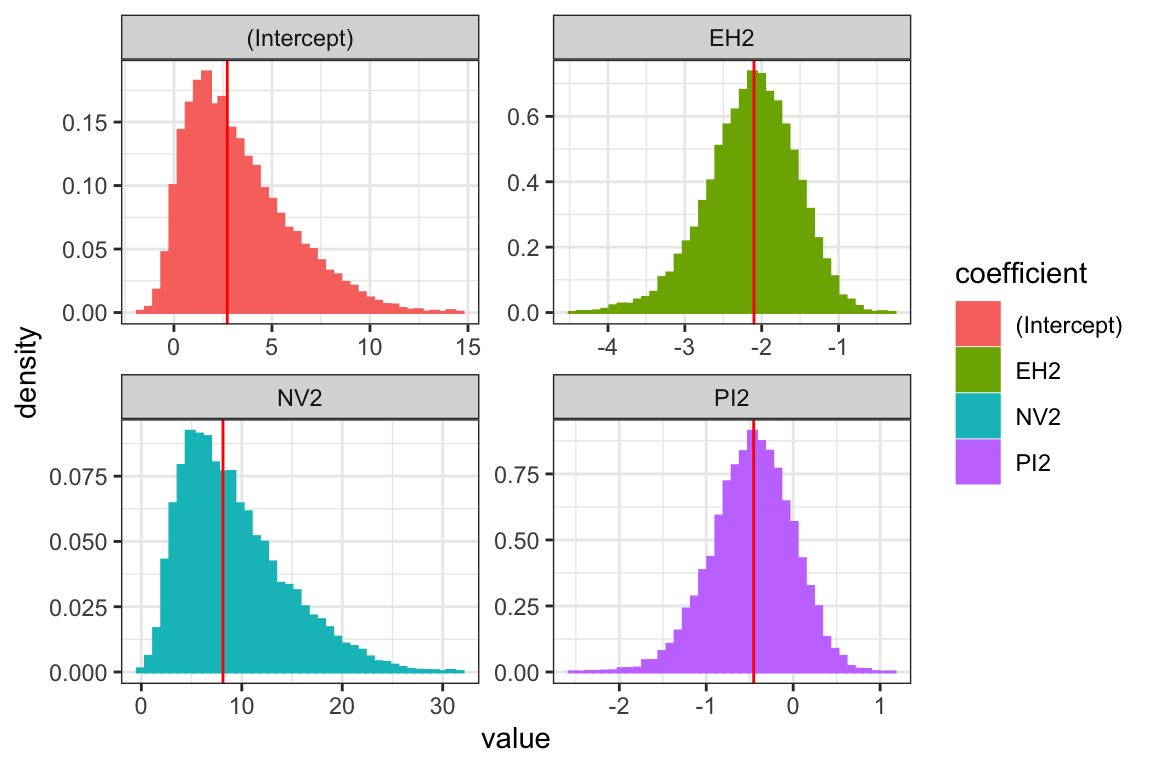 (Intercept)
EH2
0.15
0.10
0.05
0.00
0.6
0.4
0.2
0.0
0
5
10
15
-4
-3
-2
-1
NV2
PI2
0.075
0.050
0.025
0.000
0.75
0.50
0.25
0.00
0
10
20
30
-2
-1
0
1
density
value
coefficient
(Intercept)
EH2
NV2
PI2